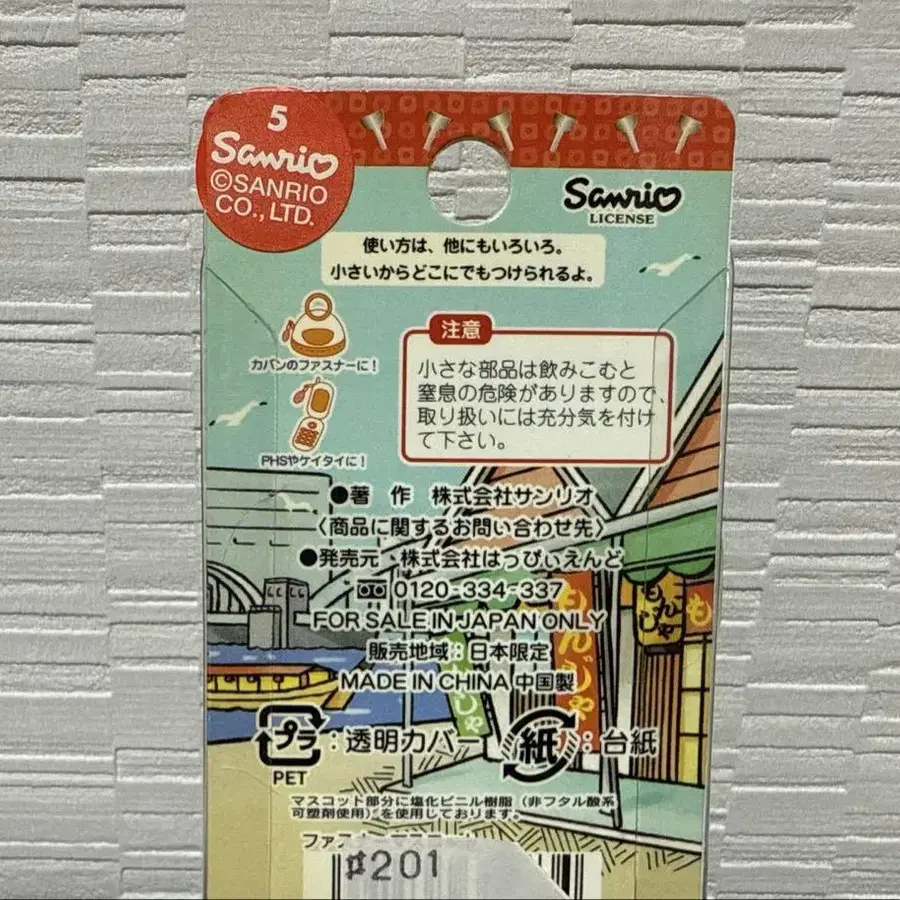 5
Sanrio
©SANRIO
CO., LTD.
Sanrio
LICENSE
使い方は、他にもいろいろ。
小さいからどこにでもつけられるよ。
カバンのファスナーに!
PHSやケイタイに!
注意
小さな部品は飲みこむと
窒息の危険がありますので、
取り扱いには充分気を付け
て下さい。
●著 作 株式会社サンリオ
〈商品に関するお問い合わせ先〉
●発売元 株式会社はっぴぃえんど
0120-334-337
FOR SALE IN JAPAN ONLY
販売地域:日本限定
MADE IN CHINA 中国製
プラ:透明カバー
PET
紙:台紙
マスコット部分に塩化ビニル樹脂(非フタル酸系
可塑剤使用)を使用しております。
もんじゃ
もんじゃ
も
じゃ
ファス
#201